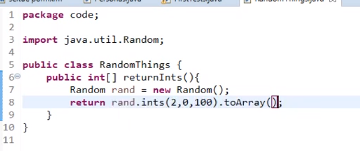 1 package code;
2
3 import java.util.Random;
4
5 public class RandomThings {
6 public int[] returnInts(){
7 Random rand = new Random();
8 return rand.ints(2,0,100).toArray();
9 }
10 }
11